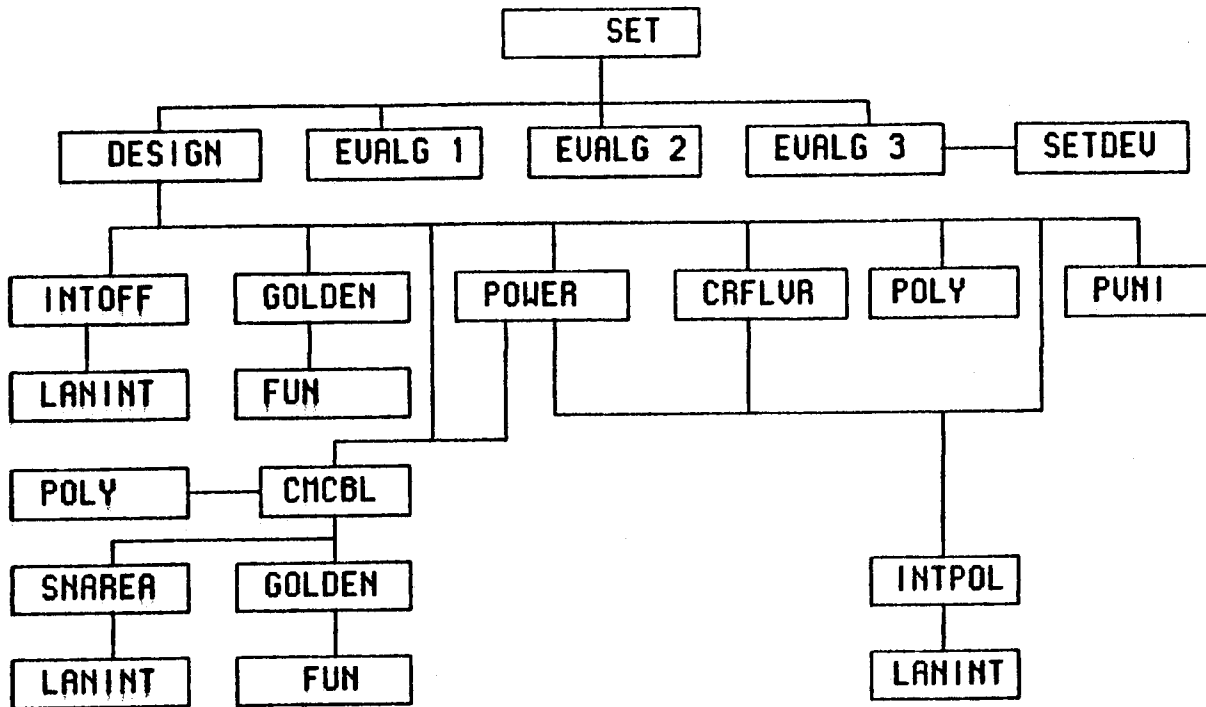 SET
DESIGN
EVALG 1
EVALG 2
EVALG 3
SETDEV
INTOFF
GOLDEN
POWER
CRFLVR
POLY
PVNI
LANINT
FUN
POLY
CMCBL
SNAREA
GOLDEN
INTPOL
LANINT
FUN
LANINT